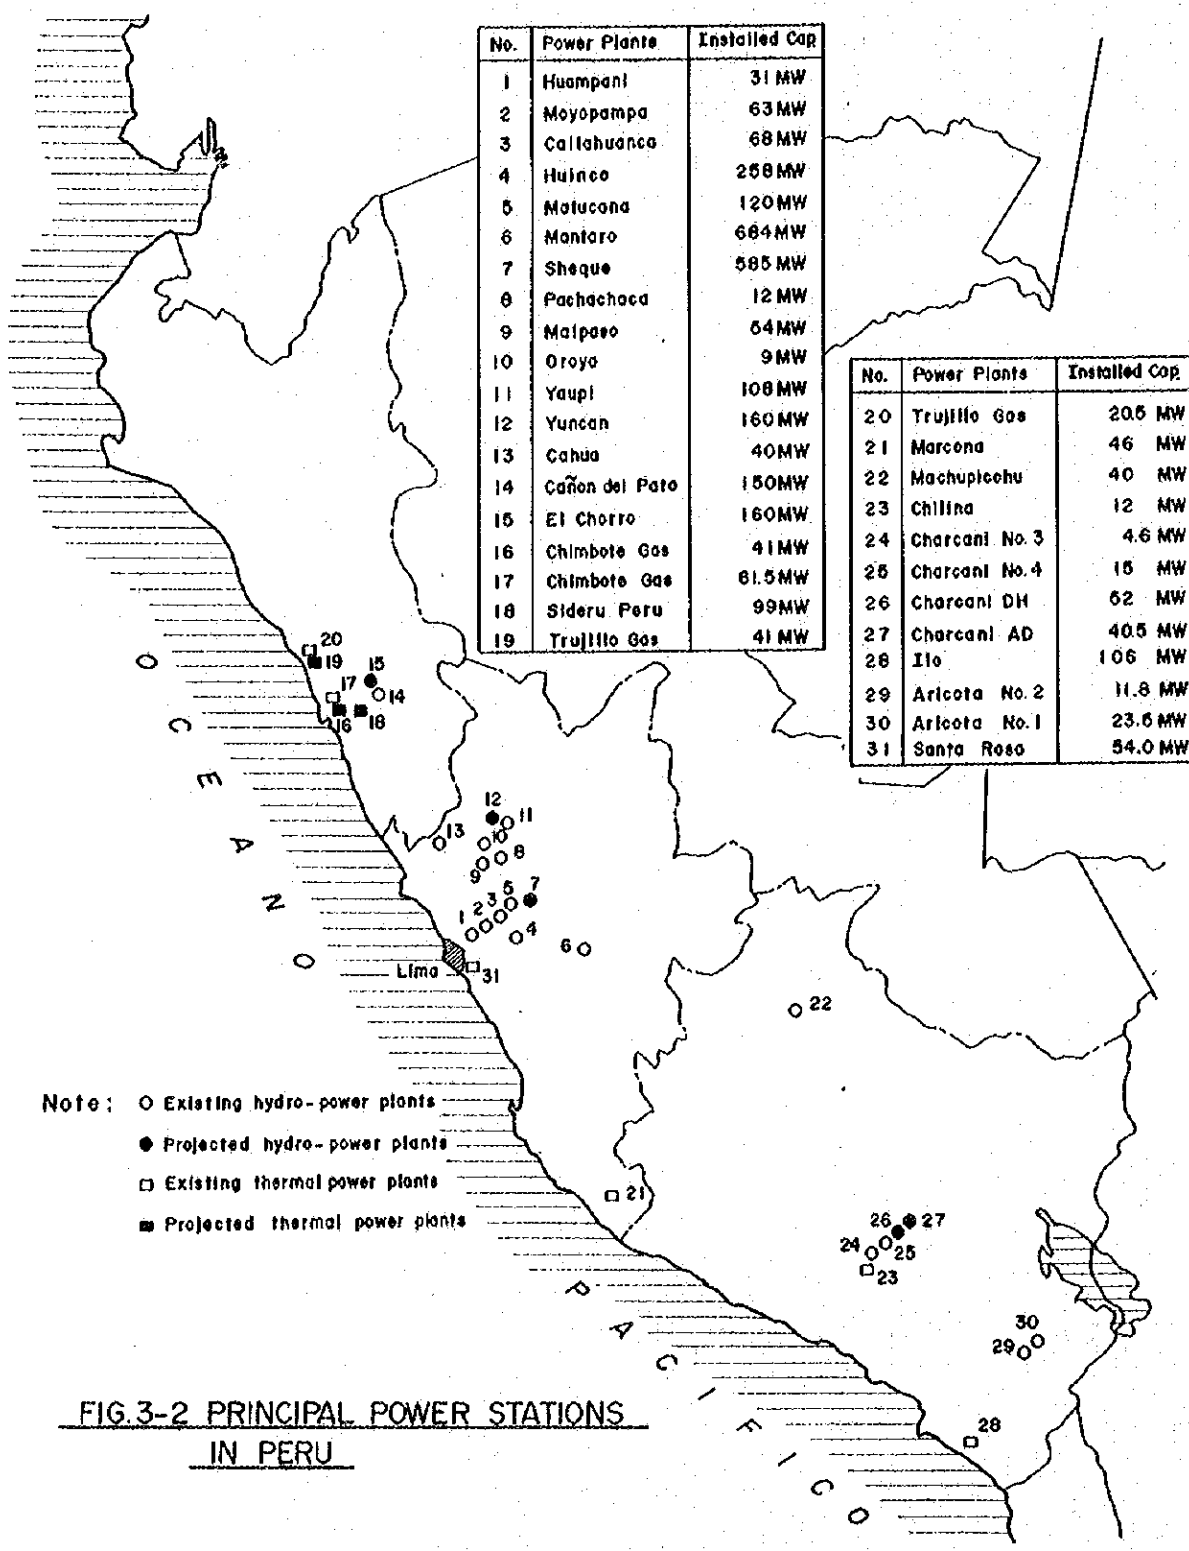 No. Power Plants Installed Cap
1 Huampani 31 MW
2 Moyopampa 63 MW
3 Callahuanca 68 MW
4 Huinco 258 MW
5 Matucana 120 MW
6 Mantaro 684 MW
7 Sheque 585 MW
8 Pachachaca 12 MW
9 Malpaso 54 MW
10 Oroya 9 MW
11 Yaupi 108 MW
12 Yuncan 160 MW
13 Cahua 40 MW
14 Cañon del Pato 150 MW
15 El Chorro 160 MW
16 Chimbote Gas 41 MW
17 Chimbote Gas 61.5 MW
18 Sideru Peru 99 MW
19 Trujillo Gas 41 MW
No. Power Plants Installed Cap
20 Trujillo Gas 20.5 MW
21 Marcona 46 MW
22 Machupicchu 40 MW
23 Chilina 12 MW
24 Charcani No. 3 4.6 MW
25 Charcani No. 4 15 MW
26 Charcani DH 52 MW
27 Charcani AD 40.5 MW
28 Ilo 106 MW
29 Aricota No. 2 11.8 MW
30 Aricota No. 1 23.6 MW
31 Santa Rosa 54.0 MW
20
19
15
17
14
16
18
12
11
13
10
8
9
7
5
3
2
1
4
6
Lima
31
22
21
26
27
24
25
23
30
29
28
OCEANO
PACIFICO
Note: Existing hydro-power plants
Projected hydro-power plants
Existing thermal power plants
Projected thermal power plants
FIG. 3-2 PRINCIPAL POWER STATIONS
IN PERU